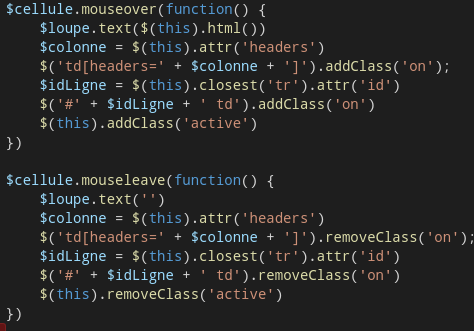 $cellule.mouseover(function() {
$loupe.text($(this).html())
$colonne = $(this).attr('headers')
$('td[headers=' + $colonne + ']').addClass('on');
$idLigne = $(this).closest('tr').attr('id')
$('#' + $idLigne + ' td').addClass('on')
$(this).addClass('active')
})
$cellule.mouseleave(function() {
$loupe.text('')
$colonne = $(this).attr('headers')
$('td[headers=' + $colonne + ']').removeClass('on');
$idLigne = $(this).closest('tr').attr('id')
$('#' + $idLigne + ' td').removeClass('on')
$(this).removeClass('active')
})